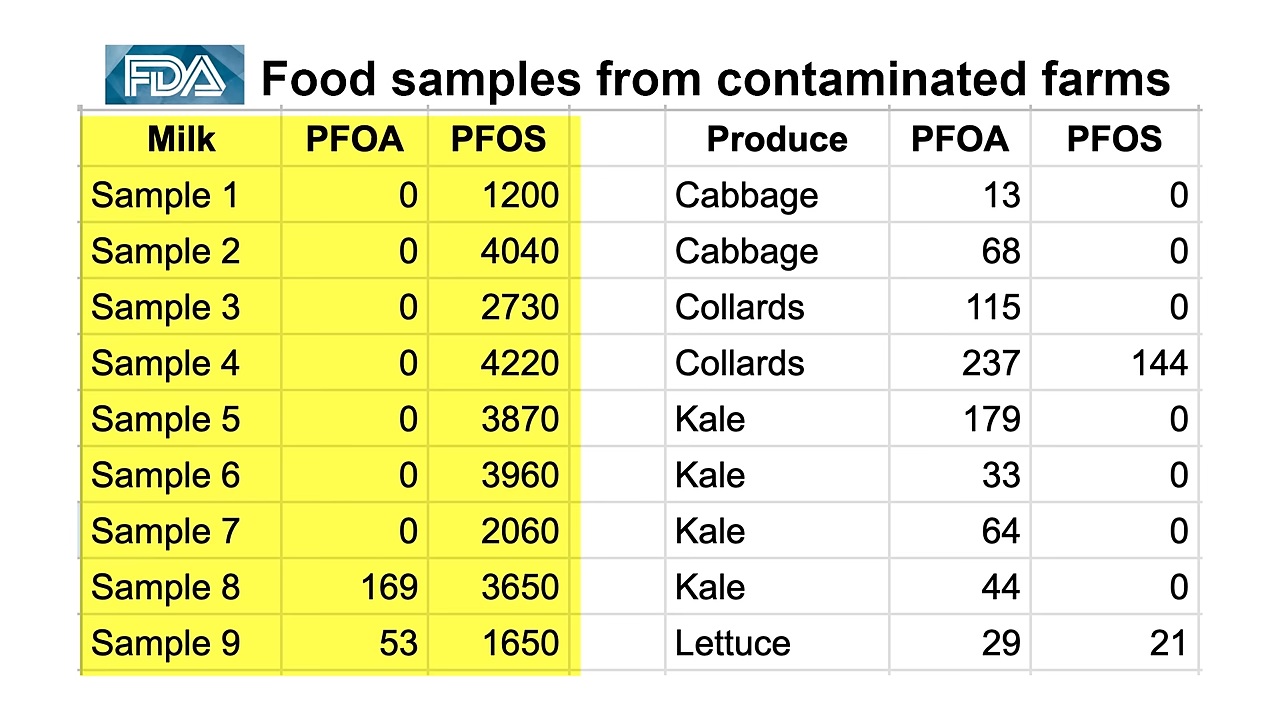 FDA Food samples from contaminated farms
Milk PFOA PFOS Produce PFOA PFOS
Sample 1 0 1200 Cabbage 13 0
Sample 2 0 4040 Cabbage 68 0
Sample 3 0 2730 Collards 115 0
Sample 4 0 4220 Collards 237 144
Sample 5 0 3870 Kale 179 0
Sample 6 0 3960 Kale 33 0
Sample 7 0 2060 Kale 64 0
Sample 8 169 3650 Kale 44 0
Sample 9 53 1650 Lettuce 29 21